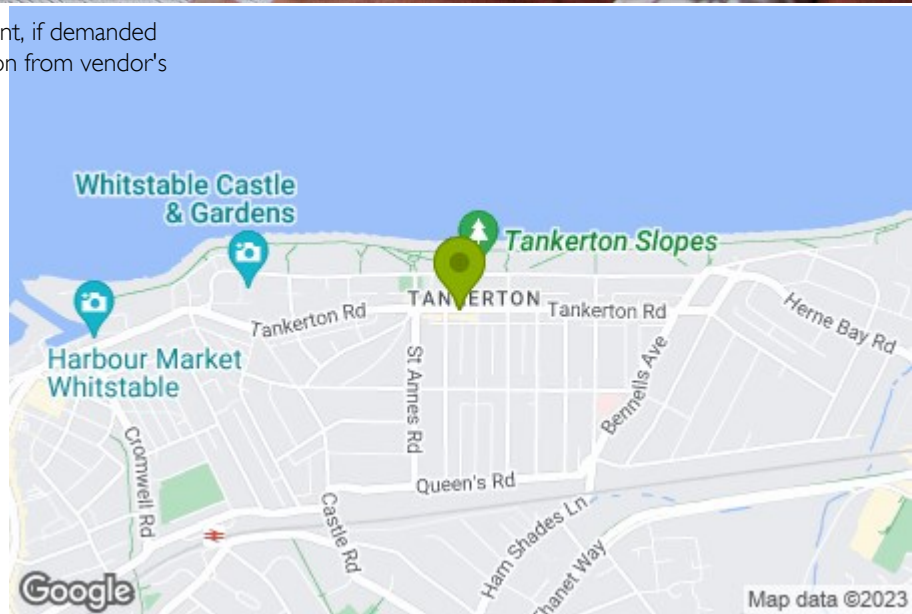 nt, if demanded
on from vendor's
Whitstable Castle
& Gardens
Tankerton Slopes
TANKERTON
Tankerton Rd
Tankerton Rd
Herne Bay Rd
Harbour Market
Whitstable
St Annes Rd
Bennells Ave
Cromwell Rd
Queen's Rd
Castle Rd
Ham Shades Ln
Thanet Way
Google
Map data ©2023